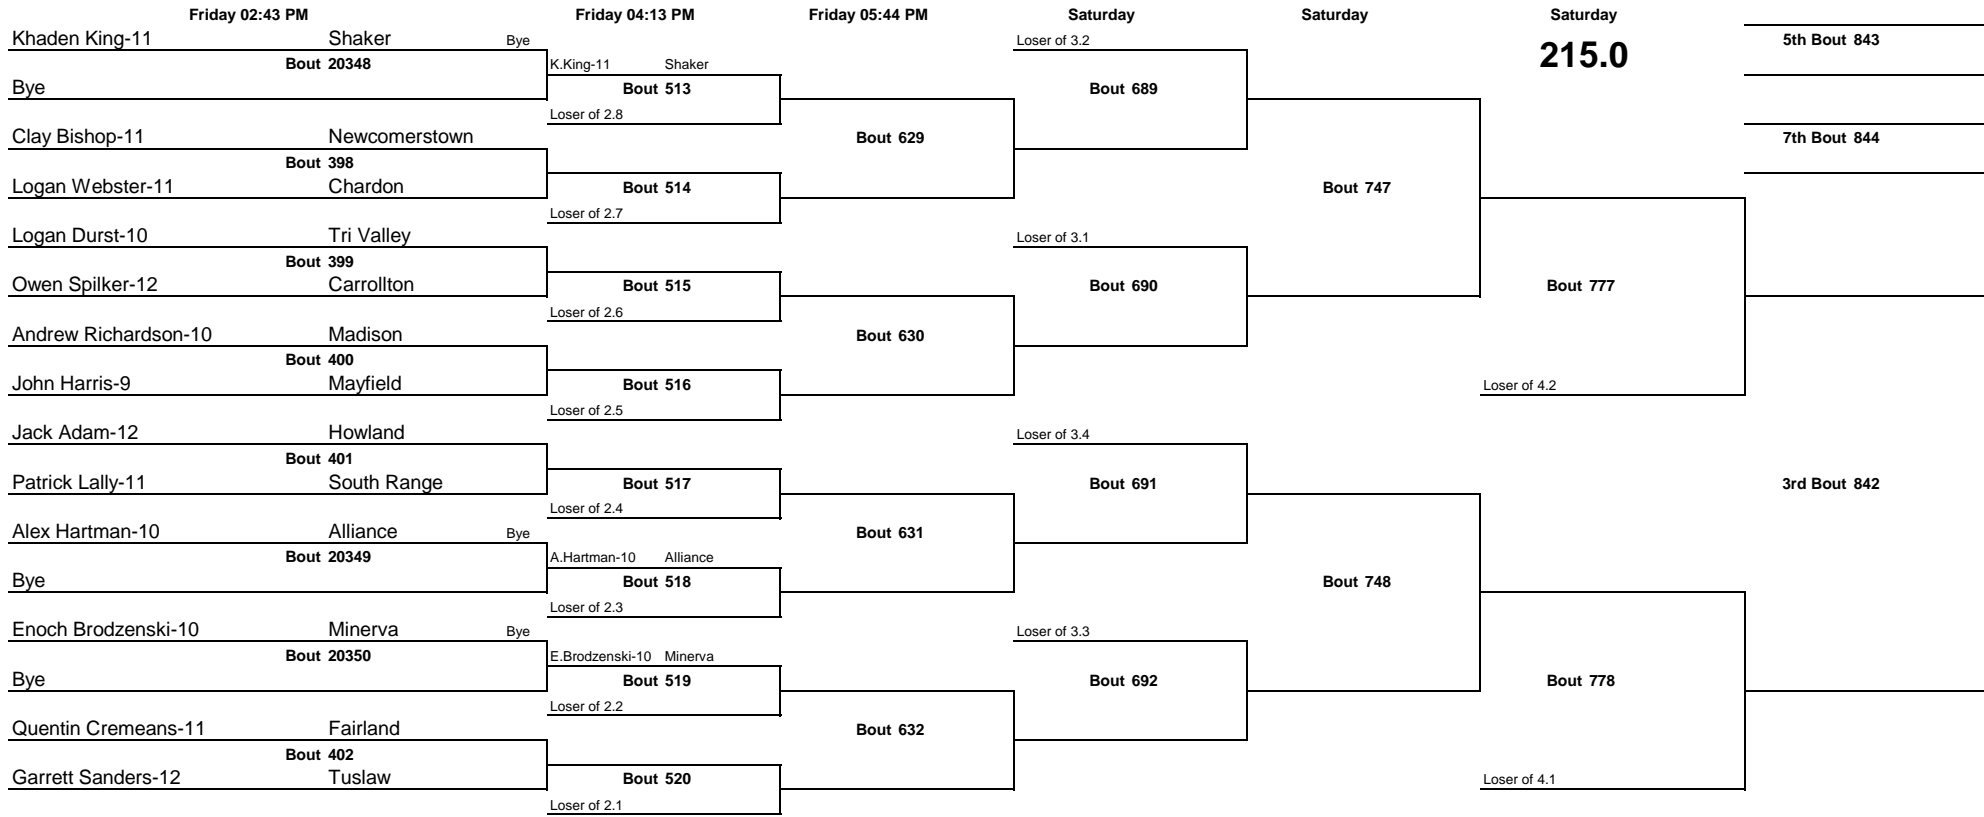 Friday 02:43 PM Friday 04:13 PM Friday 05:44 PM Saturday Saturday Saturday
Khaden King-11 Shaker Bye Loser of 3.2 5th Bout 843
215.0
Bout 20348 K.King-11 Shaker
Bye Bout 513 Bout 689
Loser of 2.8
Clay Bishop-11 Newcomerstown Bout 629 7th Bout 844
Bout 398
Logan Webster-11 Chardon Bout 514 Bout 747
Loser of 2.7
Logan Durst-10 Tri Valley Loser of 3.1
Bout 399
Owen Spilker-12 Carrollton Bout 515 Bout 690 Bout 777
Loser of 2.6
Andrew Richardson-10 Madison Bout 630
Bout 400
John Harris-9 Mayfield Bout 516 Loser of 4.2
Loser of 2.5
Jack Adam-12 Howland Loser of 3.4
Bout 401
Patrick Lally-11 South Range Bout 517 Bout 691 3rd Bout 842
Loser of 2.4
Alex Hartman-10 Alliance Bye Bout 631
Bout 20349 A.Hartman-10 Alliance
Bye Bout 518 Bout 748
Loser of 2.3
Enoch Brodzenski-10 Minerva Bye Loser of 3.3
Bout 20350 E.Brodzenski-10 Minerva
Bye Bout 519 Bout 692 Bout 778
Loser of 2.2
Quentin Cremeans-11 Fairland Bout 632
Bout 402
Garrett Sanders-12 Tuslaw Bout 520 Loser of 4.1
Loser of 2.1